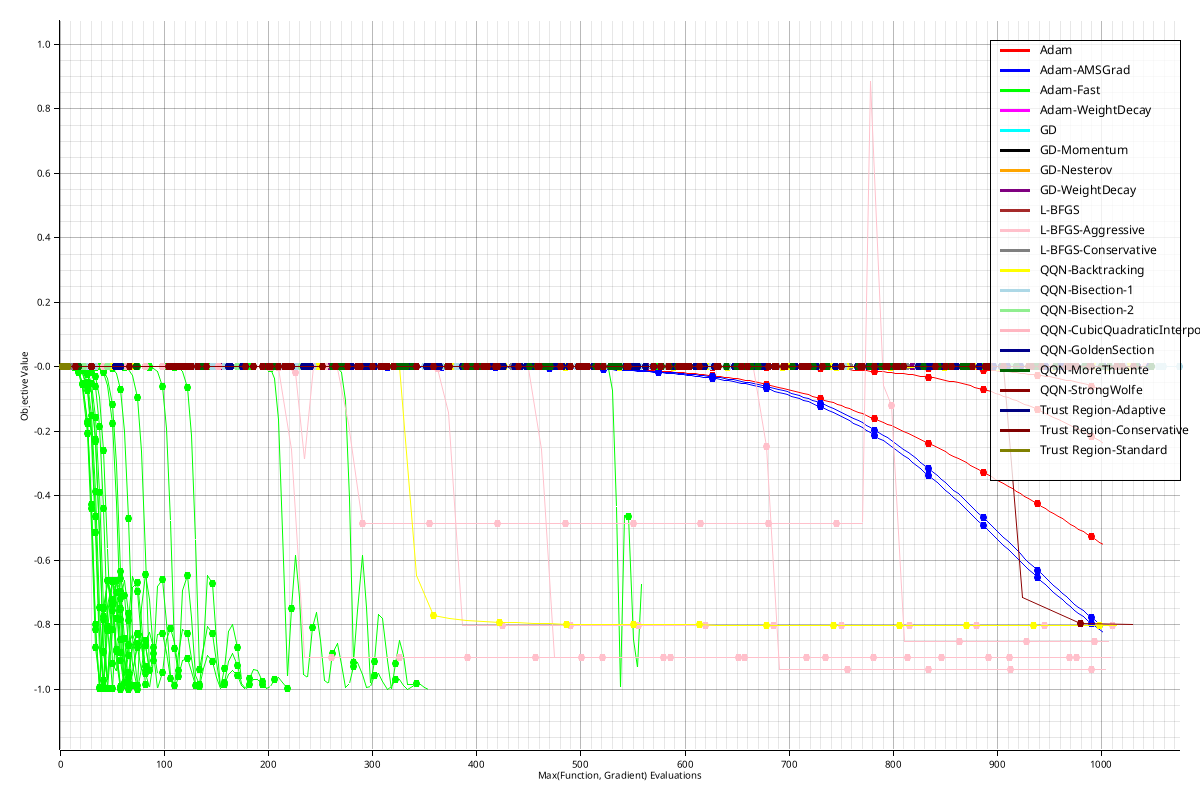 1.0
0.8
0.6
0.4
0.2
-0.0
-0.2
-0.4
-0.6
-0.8
-1.0
Objective Value
0 100 200 300 400 500 600 700 800 900 1000
Max(Function, Gradient) Evaluations
Adam
Adam-AMSGrad
Adam-Fast
Adam-WeightDecay
GD
GD-Momentum
GD-Nesterov
GD-WeightDecay
L-BFGS
L-BFGS-Aggressive
L-BFGS-Conservative
QQN-Backtracking
QQN-Bisection-1
QQN-Bisection-2
QQN-CubicQuadraticInterpo
QQN-GoldenSection
QQN-MoreThuente
QQN-StrongWolfe
Trust Region-Adaptive
Trust Region-Conservative
Trust Region-Standard